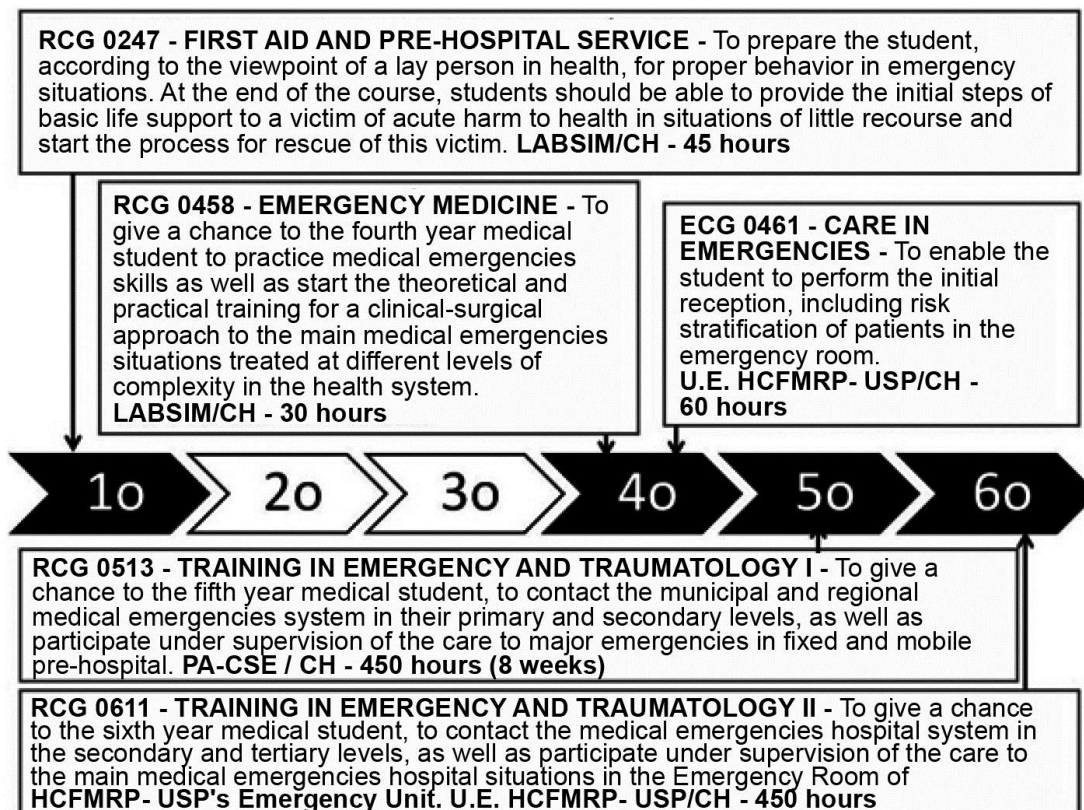 RCG 0247 - FIRST AID AND PRE-HOSPITAL SERVICE - To prepare the student,
according to the viewpoint of a lay person in health, for proper behavior in emergency
situations. At the end of the course, students should be able to provide the initial steps of
basic life support to a victim of acute harm to health in situations of little recourse and
start the process for rescue of this victim. LABSIM/CH - 45 hours
RCG 0458 - EMERGENCY MEDICINE - To
give a chance to the fourth year medical
student to practice medical emergencies
skills as well as start the theoretical and
practical training for a clinical-surgical
approach to the main medical emergencies
situations treated at different levels of
complexity in the health system.
LABSIM/CH - 30 hours
ECG 0461 - CARE IN
EMERGENCIES - To enable the
student to perform the initial
reception, including risk
stratification of patients in the
emergency room.
U.E. HCFMRP- USP/CH -
60 hours
1o 2o 3o 4o 5o 6o
RCG 0513 - TRAINING IN EMERGENCY AND TRAUMATOLOGY I - To give a
chance to the fifth year medical student, to contact the municipal and regional
medical emergencies system in their primary and secondary levels, as well as
participate under supervision of the care to major emergencies in fixed and mobile
pre-hospital. PA-CSE / CH - 450 hours (8 weeks)
RCG 0611 - TRAINING IN EMERGENCY AND TRAUMATOLOGY II - To give a chance
to the sixth year medical student, to contact the medical emergencies hospital system in
the secondary and tertiary levels, as well as participate under supervision of the care to
the main medical emergencies hospital situations in the Emergency Room of
HCFMRP- USP's Emergency Unit. U.E. HCFMRP- USP/CH - 450 hours